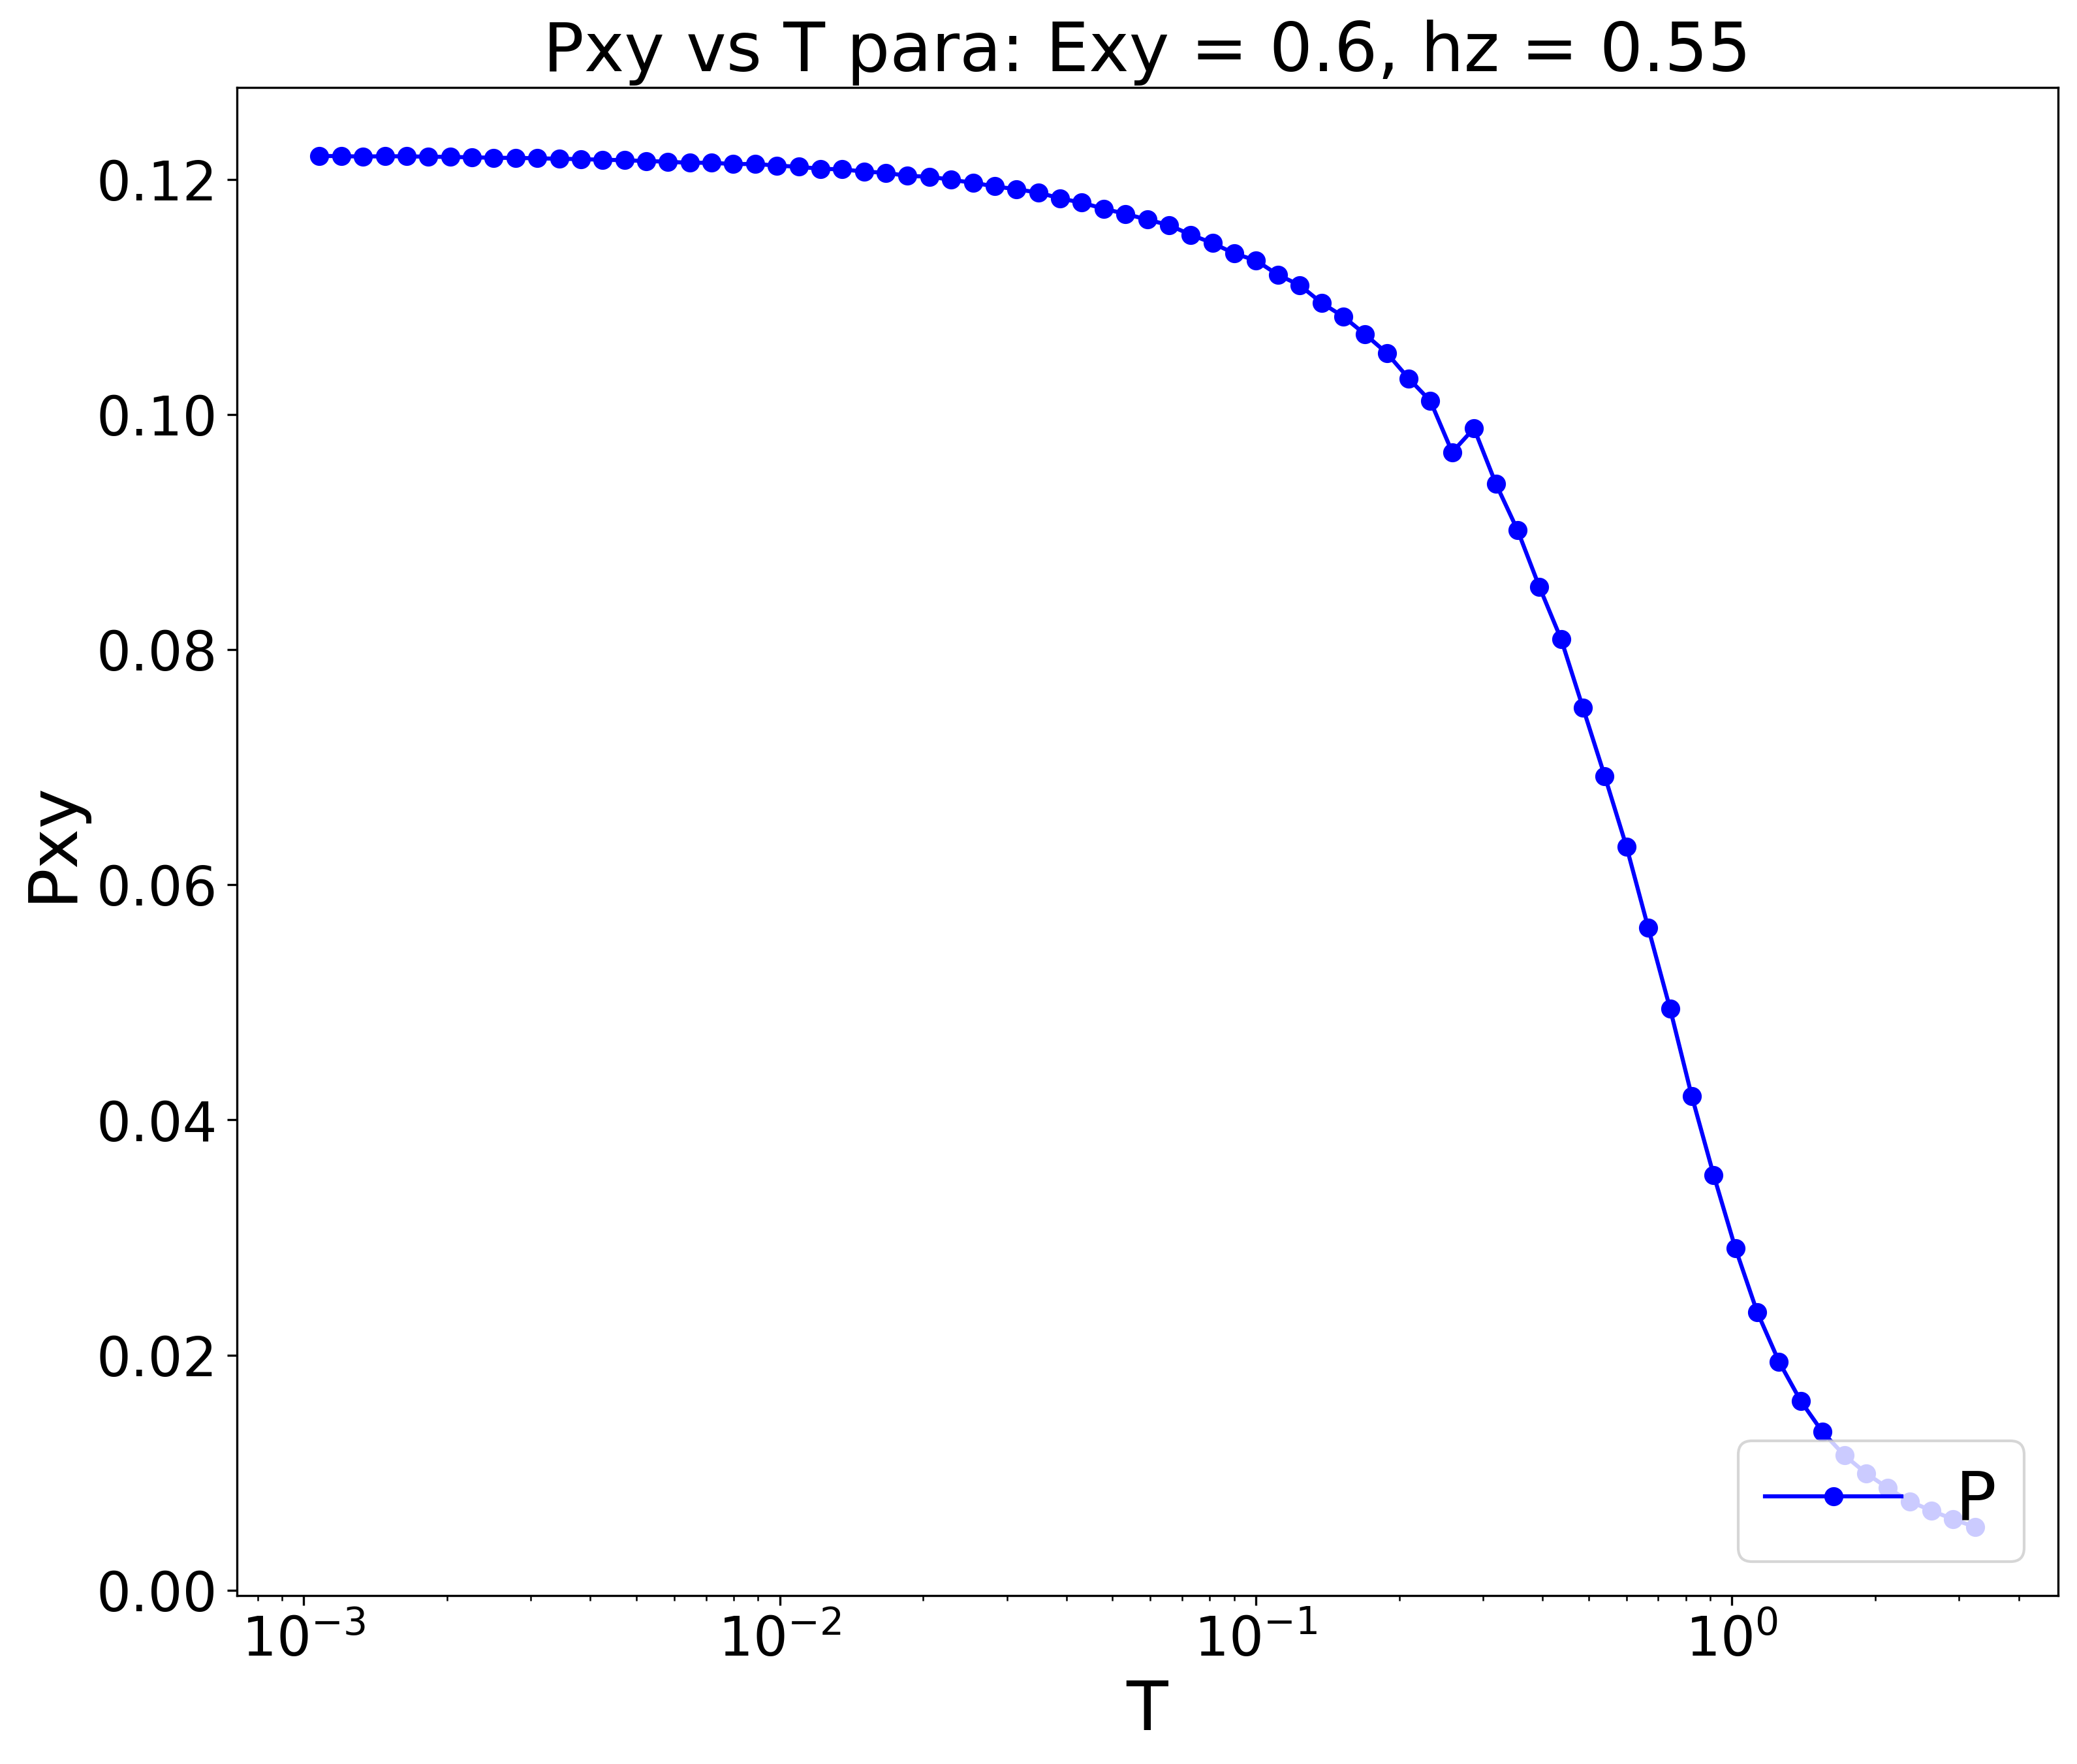 Pxy vs T para: Exy = 0.6, hz = 0.55
0.12
0.10
0.08
0.06
0.04
0.02
0.00
Pxy
P
10⁻³ 10⁻² 10⁻¹ 10⁰
T